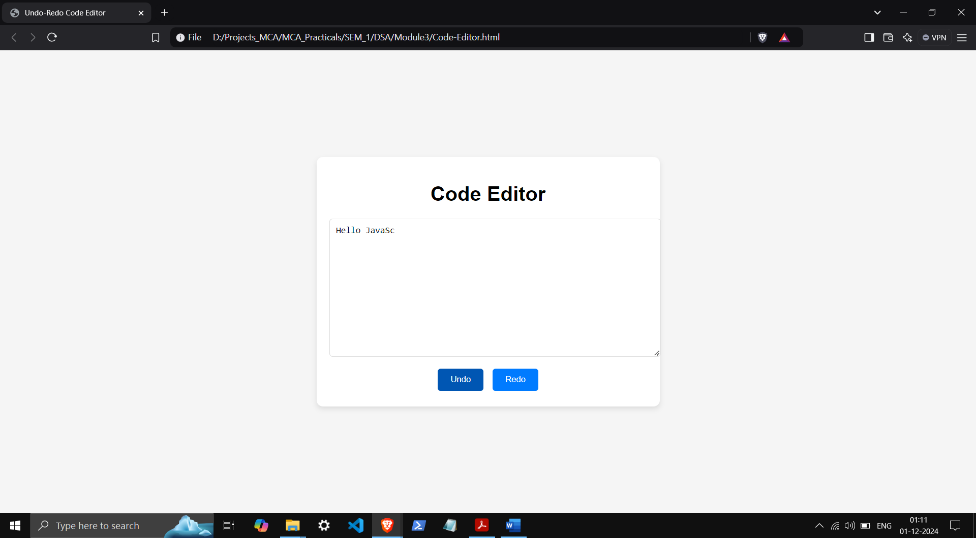 Undo-Redo Code Editor
File D:/Projects_MCA/MCA_Practicals/SEM_1/DSA/Module3/Code-Editor.html
VPN
Code Editor
Hello JavaSc
Undo Redo
Type here to search
ENG
01:11
01-12-2024